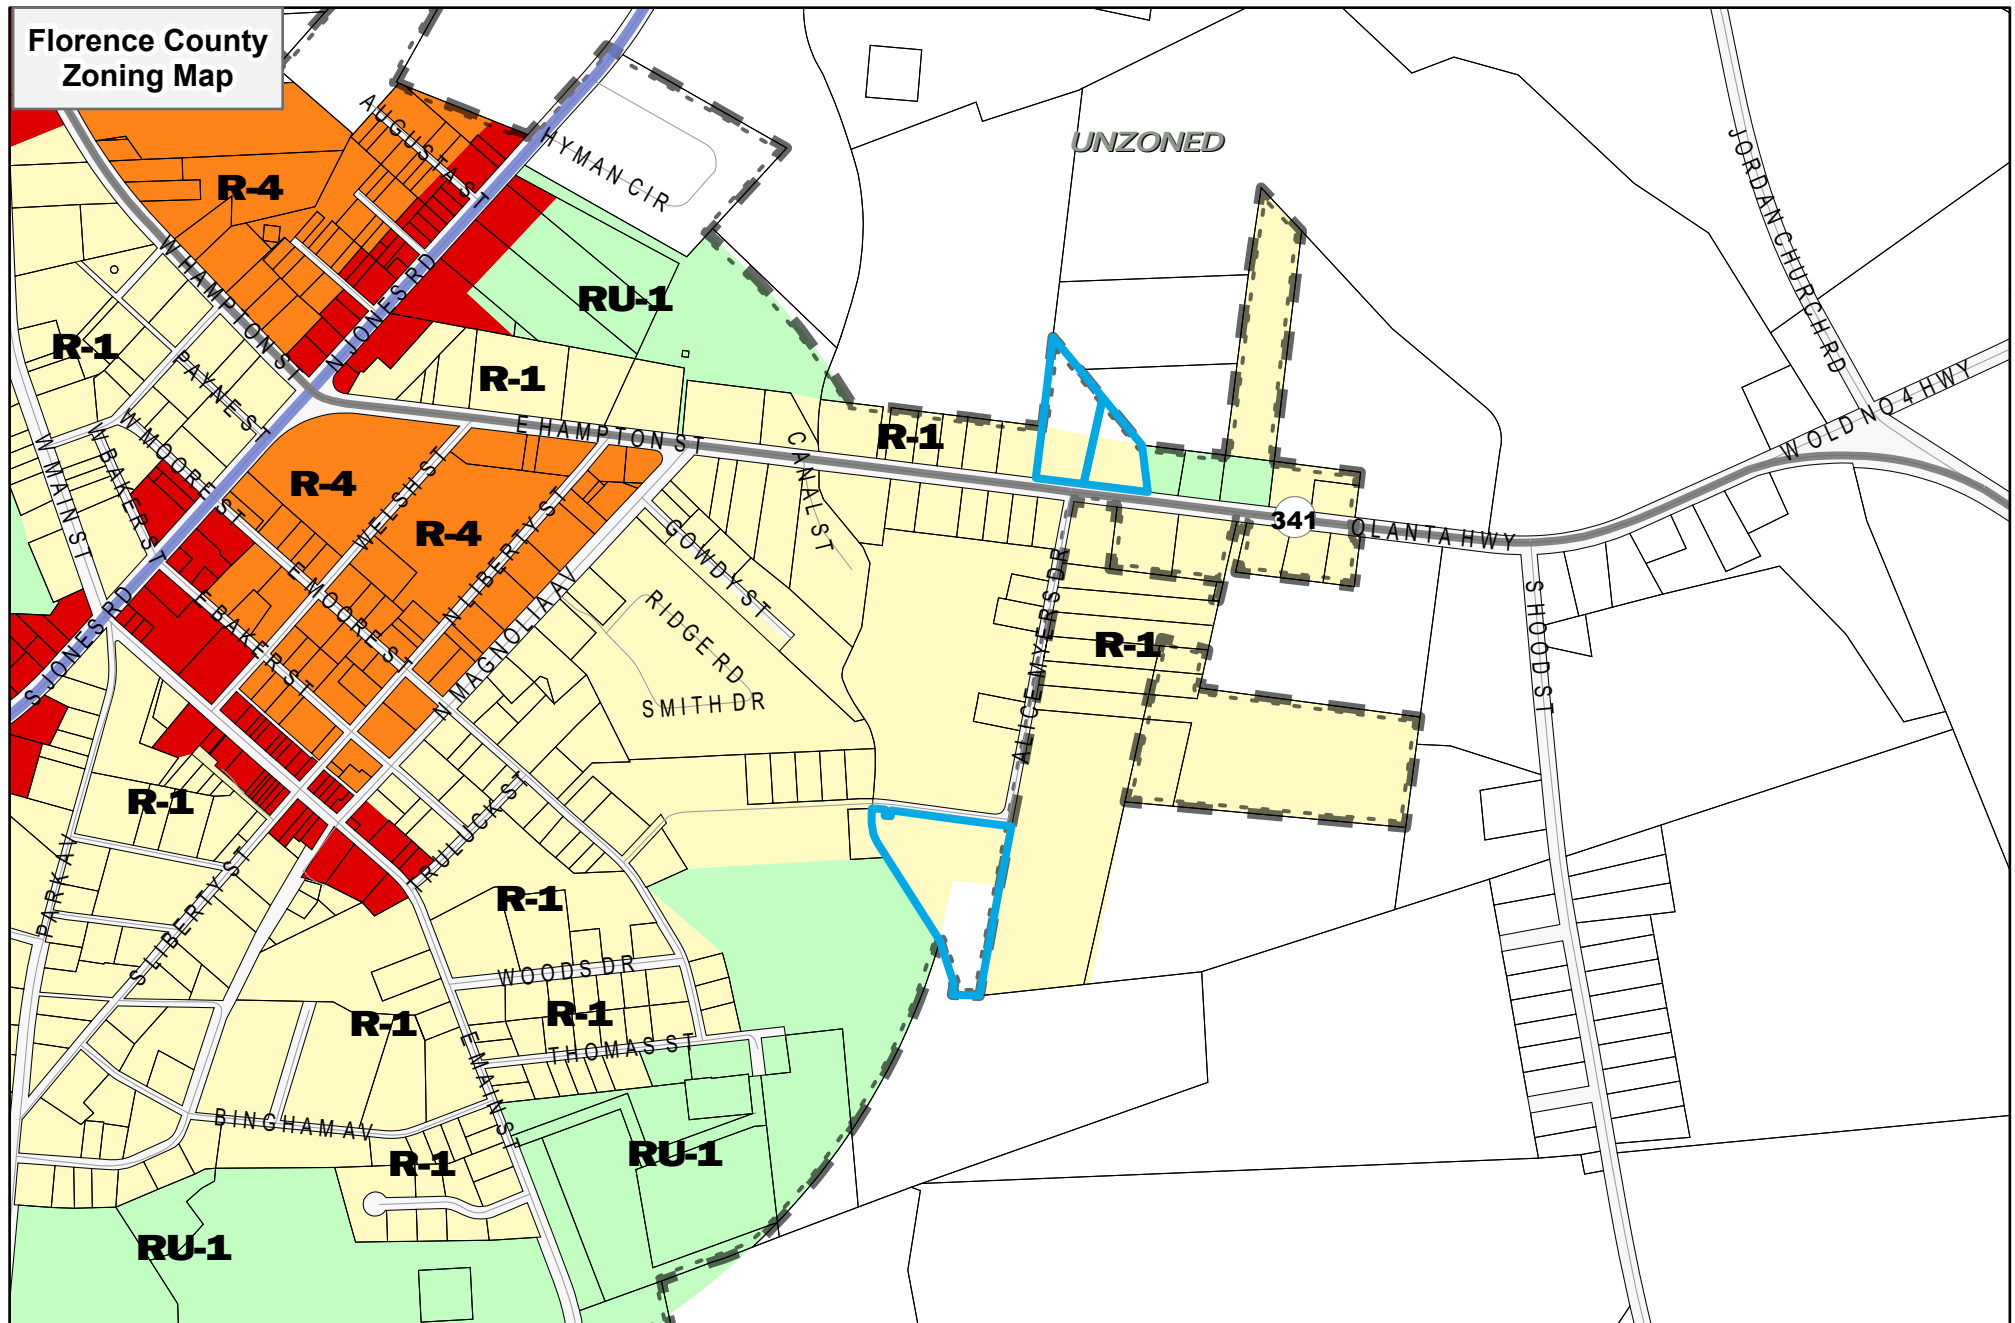 Florence County
Zoning Map
AUGUSTA ST
HYMAN CIR
UNZONED
JORDAN CHURCH RD
R-4
W HAMPTON ST
N JONES RD
RU-1
R-1
PAYNE ST
R-1
W OLD NO 4 HWY
W MOORE ST
W BAKER ST
W MAIN ST
E HAMPTON ST
R-1
CANAL ST
R-4
WELSH ST
R-4
N LIBERTY ST
GOWDY ST
341
OLANTA HWY
E MOORE ST
E BAKER ST
S JONES RD
N MAGNOLIA AV
RIDGE RD
SMITH DR
ALICE MYERS DR
R-1
S HOOD ST
R-1
TRULUCK ST
PARK AV
S LIBERTY ST
R-1
WOODS DR
R-1
R-1
THOMAS ST
E MAIN ST
BINGHAM AV
R-1
RU-1
RU-1